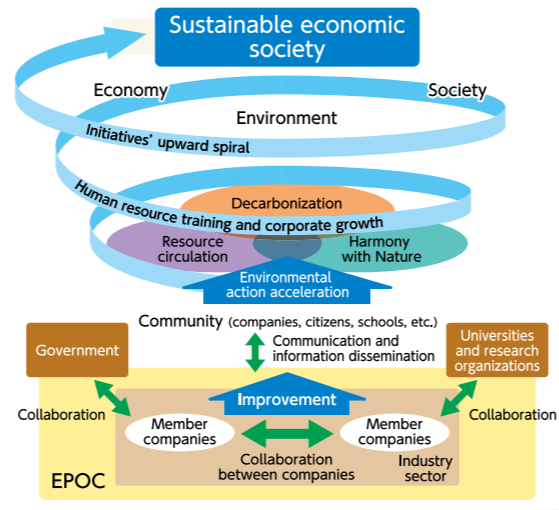 Sustainable economic
society
Economy
Society
Environment
Initiatives’ upward spiral
Human resource training and corporate growth
Decarbonization
Resource
circulation
Harmony
with Nature
Environmental
action acceleration
Community (companies, citizens, schools, etc.)
Communication and
information dissemination
Government
Universities
and research
organizations
Improvement
Collaboration
Collaboration
Member
companies
Member
companies
Collaboration
between companies
Industry
sector
EPOC